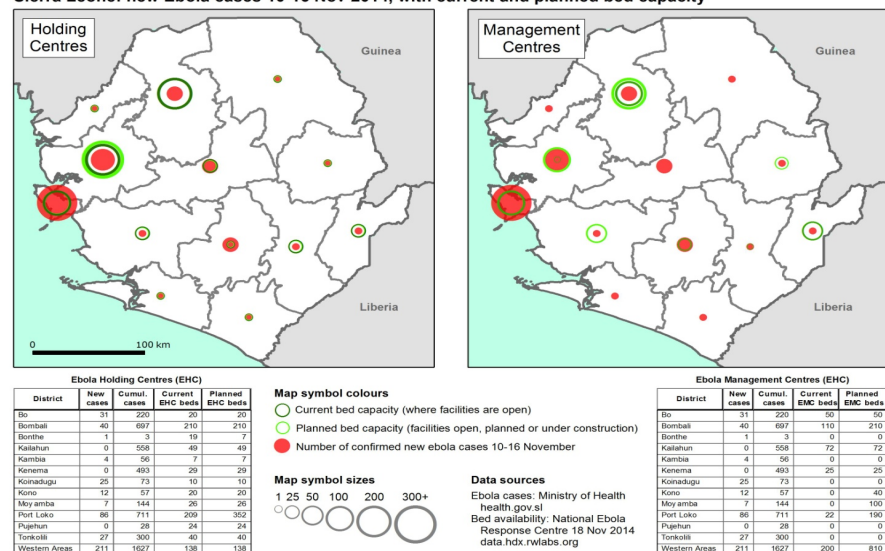 Sierra Leone: new Ebola cases 10-16 Nov 2014, with current and planned bed capacity
Holding
Centres
Guinea
Liberia
0 100 km
Management
Centres
Guinea
Liberia
Ebola Holding Centres (EHC)
District New cases Cumul. cases Current EHC beds Planned EHC beds
Bo 31 220 20 20
Bombali 40 697 210 210
Bonthe 1 3 19 7
Kailahun 0 558 49 49
Kambia 4 56 7 7
Kenema 0 493 29 29
Koinadugu 25 73 10 10
Kono 12 57 20 20
Moyamba 7 144 26 26
Port Loko 86 711 209 352
Pujehun 0 28 24 24
Tonkolili 27 300 40 40
Western Areas 211 1627 138 138
Map symbol colours
Current bed capacity (where facilities are open)
Planned bed capacity (facilities open, planned or under construction)
Number of confirmed new ebola cases 10-16 November
Map symbol sizes
1 25 50 100 200 300+
Data sources
Ebola cases: Ministry of Health
health.gov.sl
Bed availability: National Ebola
Response Centre 18 Nov 2014
data.hdx.rwlabs.org
Ebola Management Centres (EMC)
District New cases Cumul. cases Current EMC beds Planned EMC beds
Bo 31 220 50 50
Bombali 40 697 110 210
Bonthe 1 3 0 0
Kailahun 0 558 72 72
Kambia 4 56 0 0
Kenema 0 493 25 25
Koinadugu 25 73 0 0
Kono 12 57 0 40
Moyamba 7 144 0 100
Port Loko 86 711 22 190
Pujehun 0 28 0 0
Tonkolili 27 300 0 0
Western Areas 211 1627 200 810